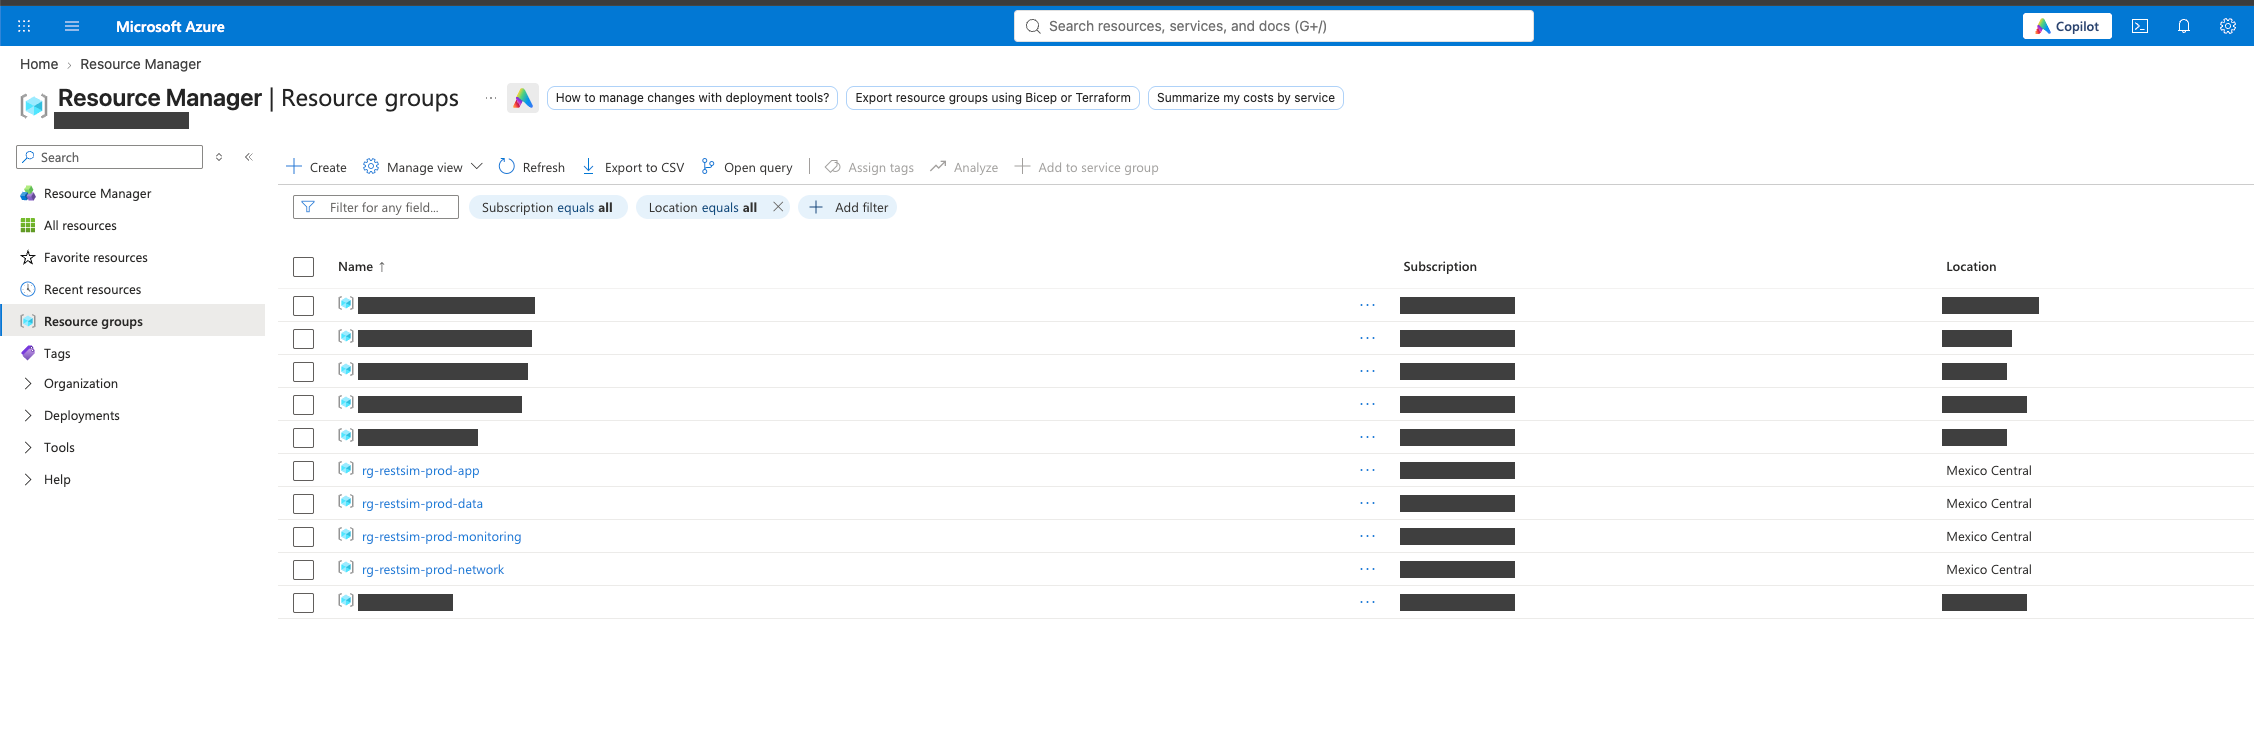 Microsoft Azure
Search resources, services, and docs (G+/)
Copilot
Home > Resource Manager
Resource Manager | Resource groups
...
How to manage changes with deployment tools?
Export resource groups using Bicep or Terraform
Summarize my costs by service
Search
Resource Manager
All resources
Favorite resources
Recent resources
Resource groups
Tags
Organization
Deployments
Tools
Help
Create
Manage view
Refresh
Export to CSV
Open query
Assign tags
Analyze
Add to service group
Filter for any field...
Subscription equals all
Location equals all
Add filter
Name ↑ Subscription Location
rg-restsim-prod-app ... Mexico Central
rg-restsim-prod-data ... Mexico Central
rg-restsim-prod-monitoring ... Mexico Central
rg-restsim-prod-network ... Mexico Central